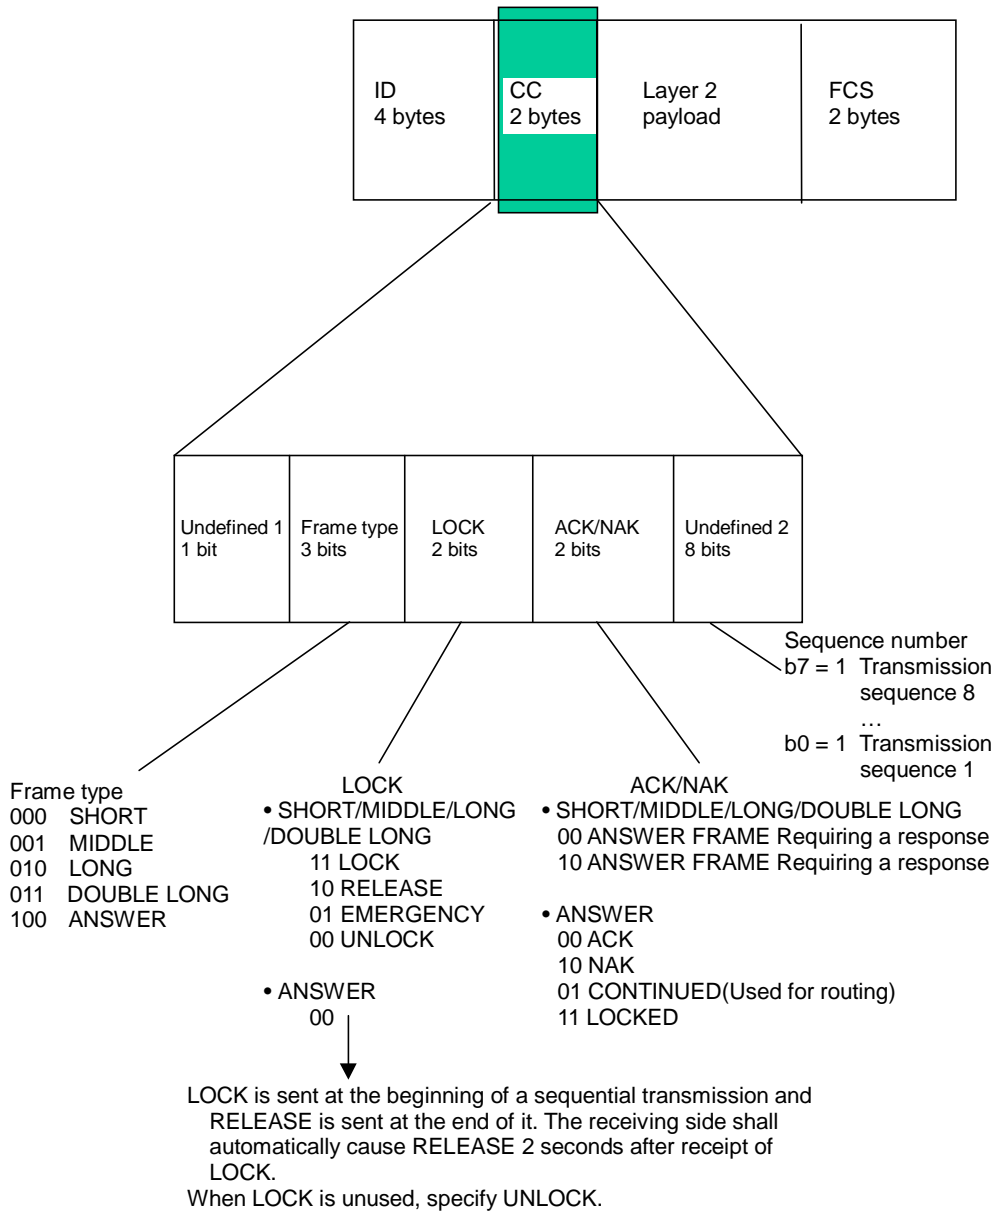 ID
4 bytes
CC
2 bytes
Layer 2
payload
FCS
2 bytes
Undefined 1
1 bit
Frame type
3 bits
LOCK
2 bits
ACK/NAK
2 bits
Undefined 2
8 bits
Sequence number
b7 = 1 Transmission
sequence 8
…
b0 = 1 Transmission
sequence 1
Frame type
000 SHORT
001 MIDDLE
010 LONG
011 DOUBLE LONG
100 ANSWER
LOCK
• SHORT/MIDDLE/LONG
/DOUBLE LONG
11 LOCK
10 RELEASE
01 EMERGENCY
00 UNLOCK
• ANSWER
00
ACK/NAK
• SHORT/MIDDLE/LONG/DOUBLE LONG
00 ANSWER FRAME Requiring a response
10 ANSWER FRAME Requiring a response
• ANSWER
00 ACK
10 NAK
01 CONTINUED(Used for routing)
11 LOCKED
LOCK is sent at the beginning of a sequential transmission and
RELEASE is sent at the end of it. The receiving side shall
automatically cause RELEASE 2 seconds after receipt of
LOCK.
When LOCK is unused, specify UNLOCK.